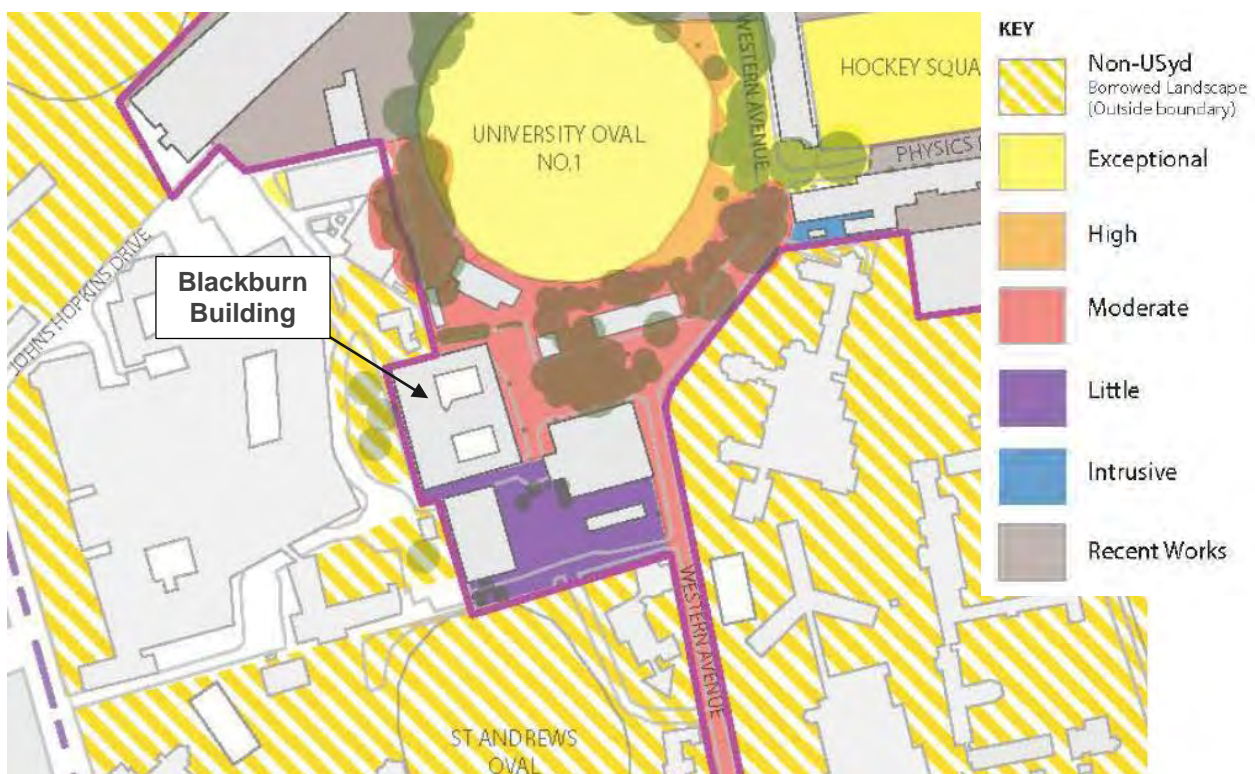 WESTERN AVENUE
HOCKEY SQUA
UNIVERSITY OVAL
NO.1
PHYSICS
JOHNS HOPKINS DRIVE
Blackburn
Building
WESTERN AVENUE
ST ANDREWS
OVAL
KEY
Non-USyd
Borrowed Landscape
(Outside boundary)
Exceptional
High
Moderate
Little
Intrusive
Recent Works